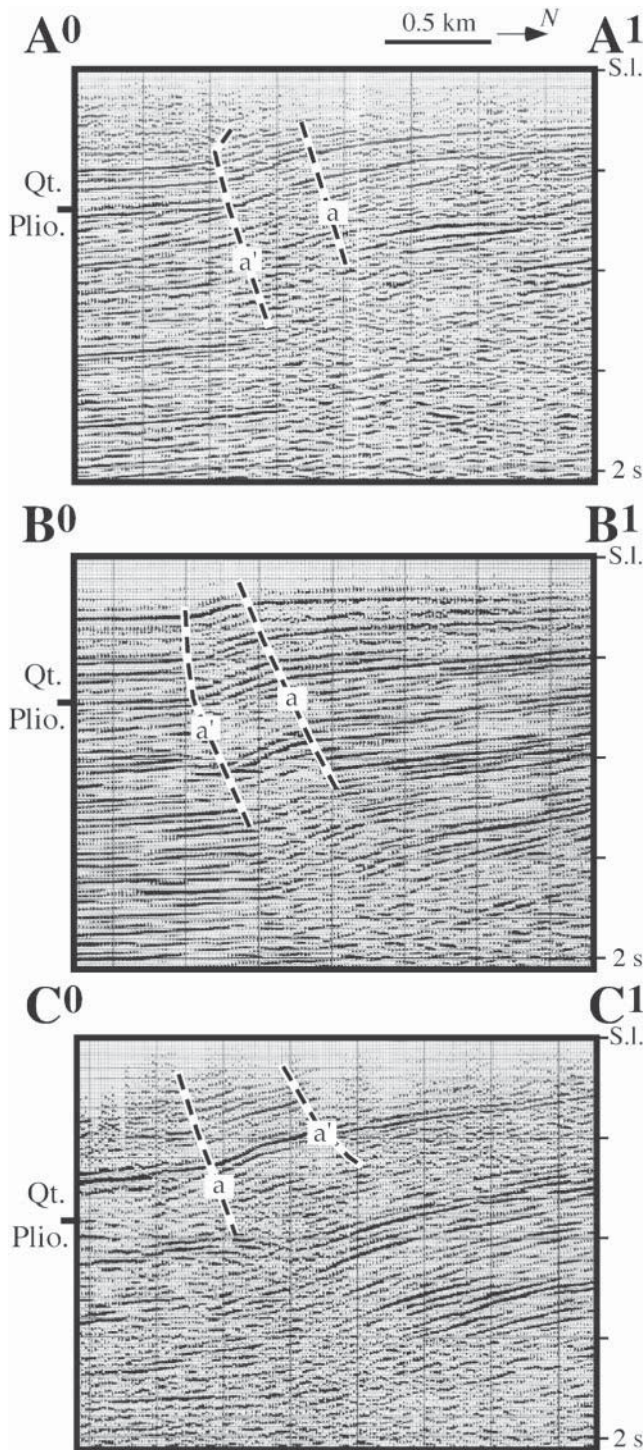 0.5 km N
A0 A1
S.l.
Qt.
Plio.
a
a'
2 s
B0 B1
S.l.
Qt.
Plio.
a
a'
2 s
C0 C1
S.l.
a'
a
Qt.
Plio.
2 s